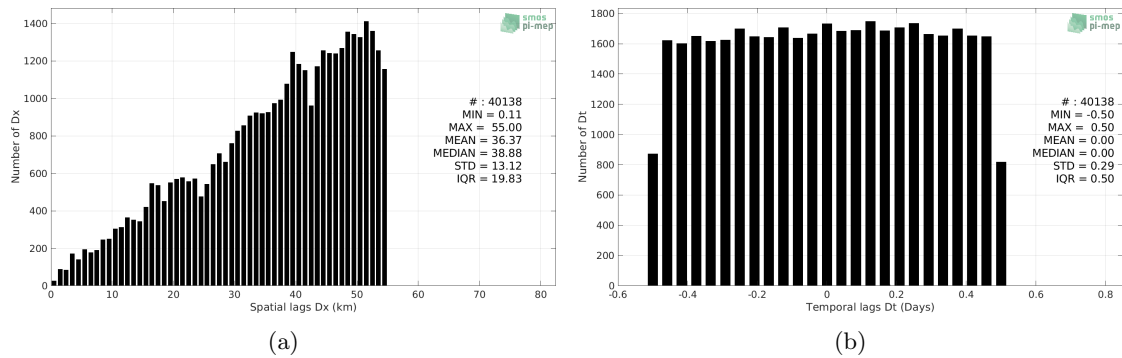 1400
1200
1000
800
600
400
200
0
Number of Dx
0 10 20 30 40 50 60 70 80
Spatial lags Dx (km)
smos
pi-mep
# : 40138
MIN = 0.11
MAX = 55.00
MEAN = 36.37
MEDIAN = 38.88
STD = 13.12
IQR = 19.83
(a)
1800
1600
1400
1200
1000
800
600
400
200
0
Number of Dt
-0.6 -0.4 -0.2 0 0.2 0.4 0.6 0.8
Temporal lags Dt (Days)
smos
pi-mep
# : 40138
MIN = -0.50
MAX = 0.50
MEAN = 0.00
MEDIAN = 0.00
STD = 0.29
IQR = 0.50
(b)